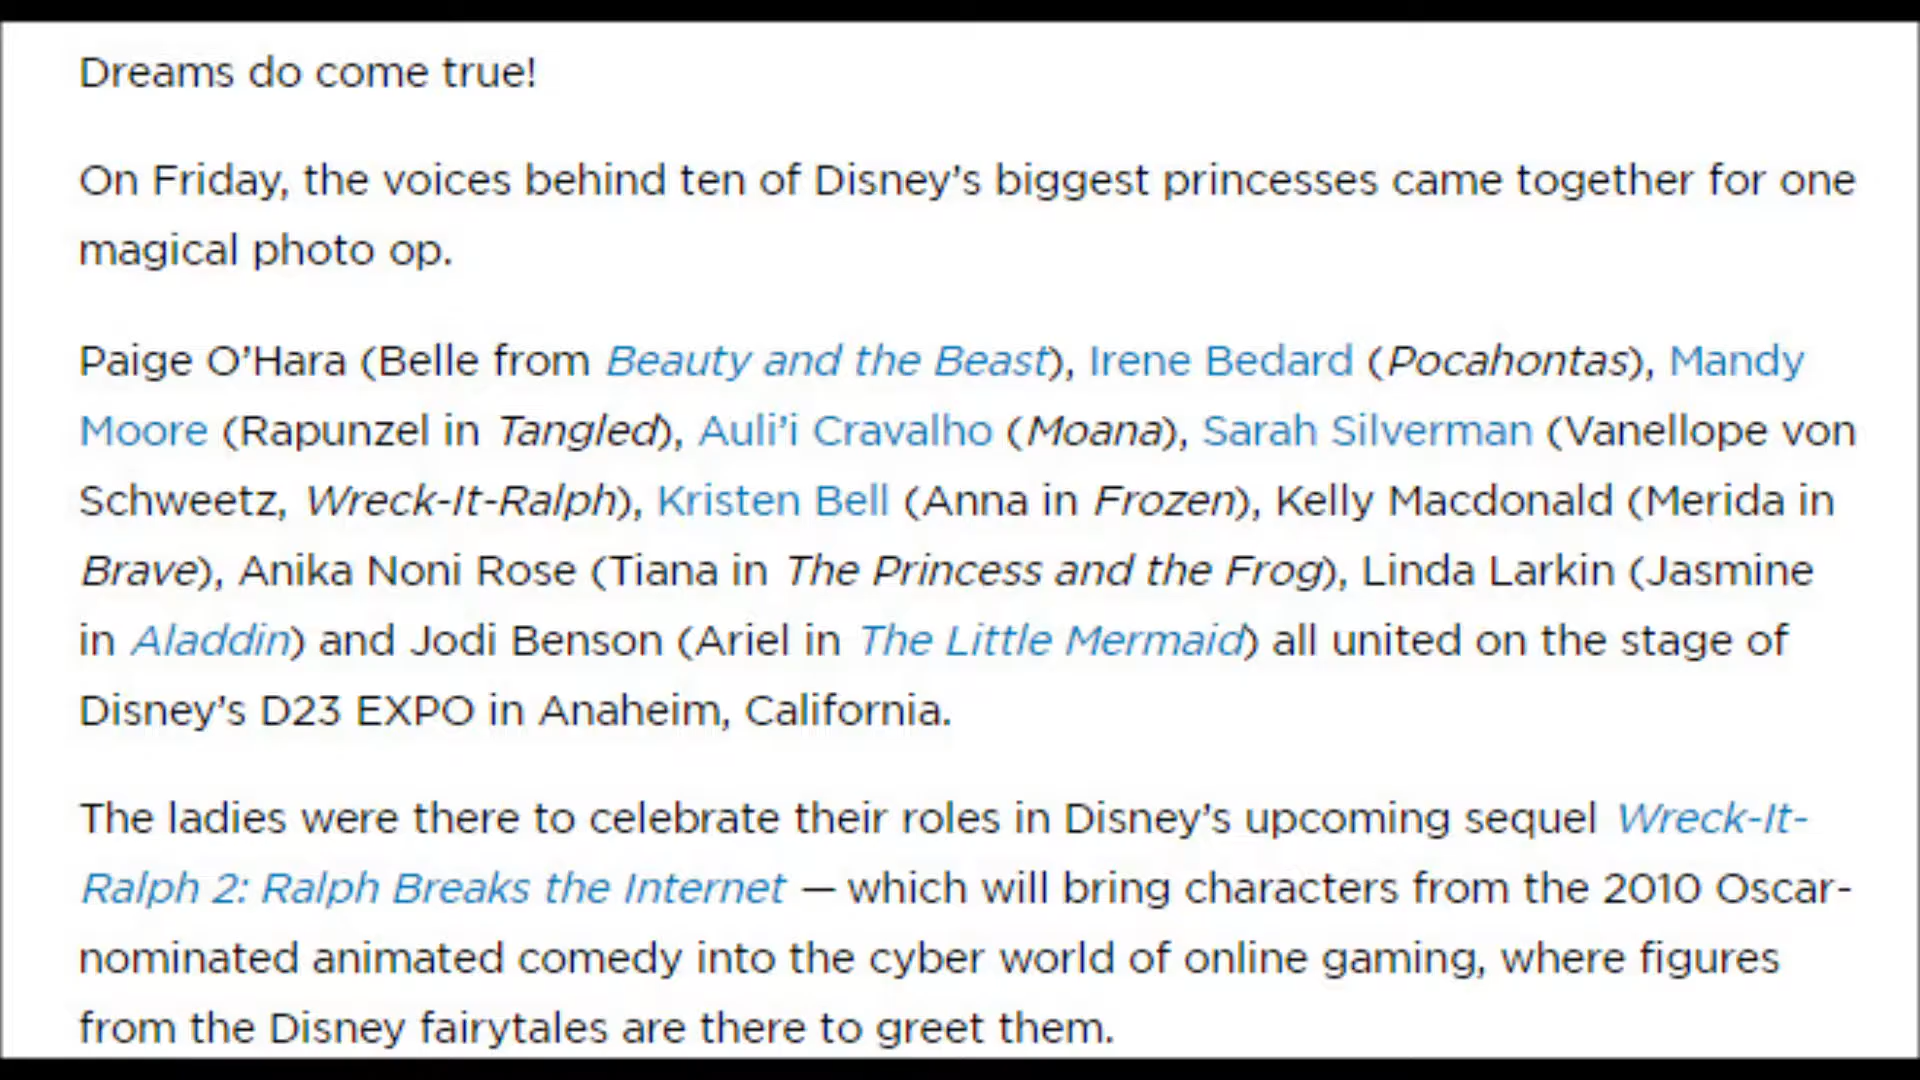 Dreams do come true!
On Friday, the voices behind ten of Disney’s biggest princesses came together for one
magical photo op.
Paige O’Hara (Belle from Beauty and the Beast), Irene Bedard (Pocahontas), Mandy
Moore (Rapunzel in Tangled), Auli’i Cravalho (Moana), Sarah Silverman (Vanellope von
Schweetz, Wreck-It-Ralph), Kristen Bell (Anna in Frozen), Kelly Macdonald (Merida in
Brave), Anika Noni Rose (Tiana in The Princess and the Frog), Linda Larkin (Jasmine
in Aladdin) and Jodi Benson (Ariel in The Little Mermaid) all united on the stage of
Disney’s D23 EXPO in Anaheim, California.
The ladies were there to celebrate their roles in Disney’s upcoming sequel Wreck-It-
Ralph 2: Ralph Breaks the Internet — which will bring characters from the 2010 Oscar-
nominated animated comedy into the cyber world of online gaming, where figures
from the Disney fairytales are there to greet them.